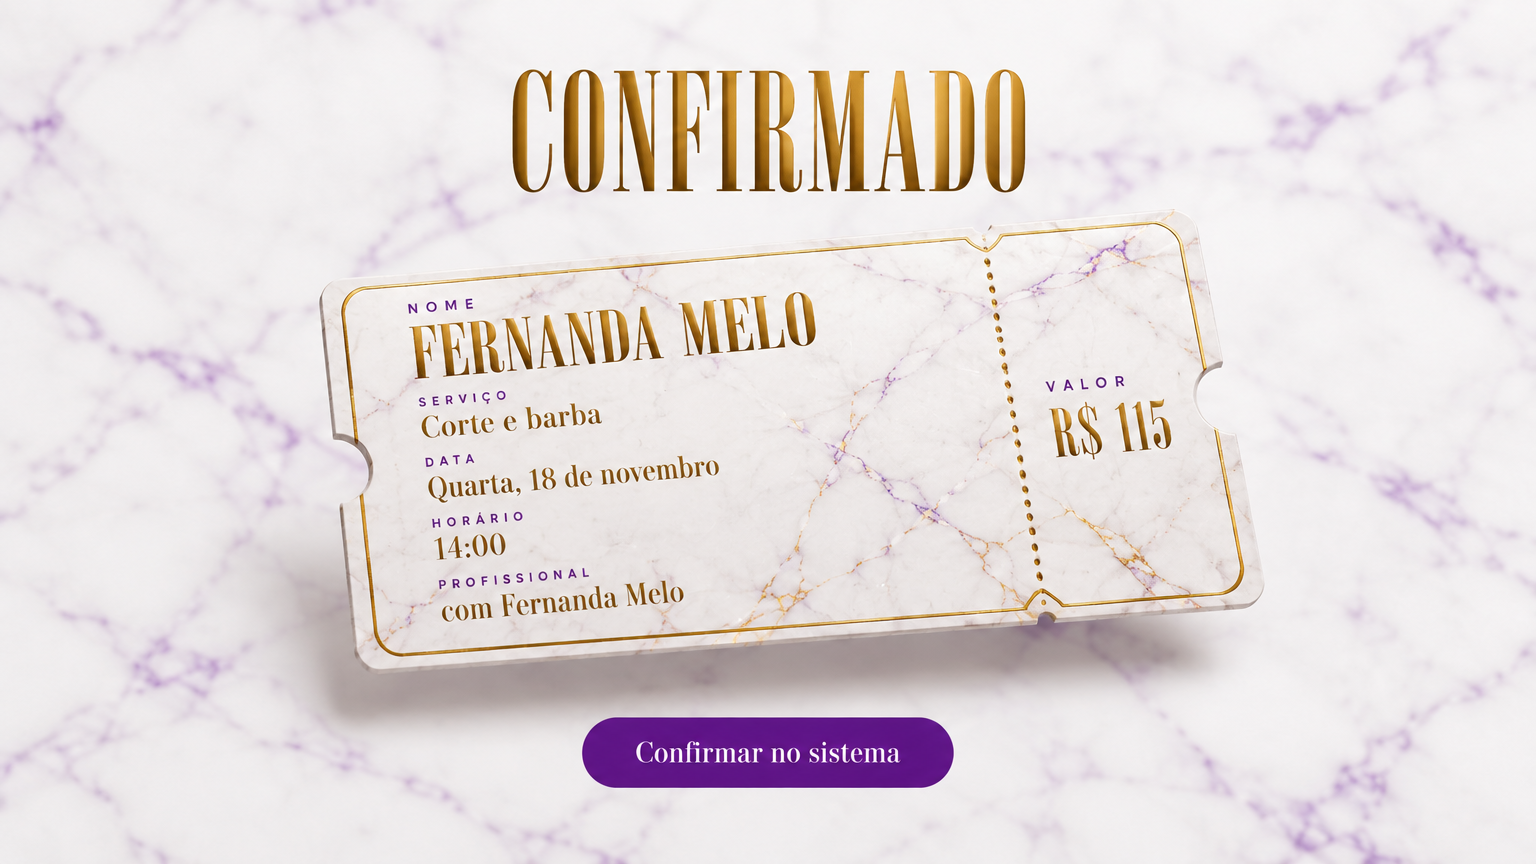 CONFIRMADO
NOME
FERNANDA MELO
SERVIÇO
Corte e barba
DATA
Quarta, 18 de novembro
HORÁRIO
14:00
PROFISSIONAL
com Fernanda Melo
VALOR
R$ 115
Confirmar no sistema